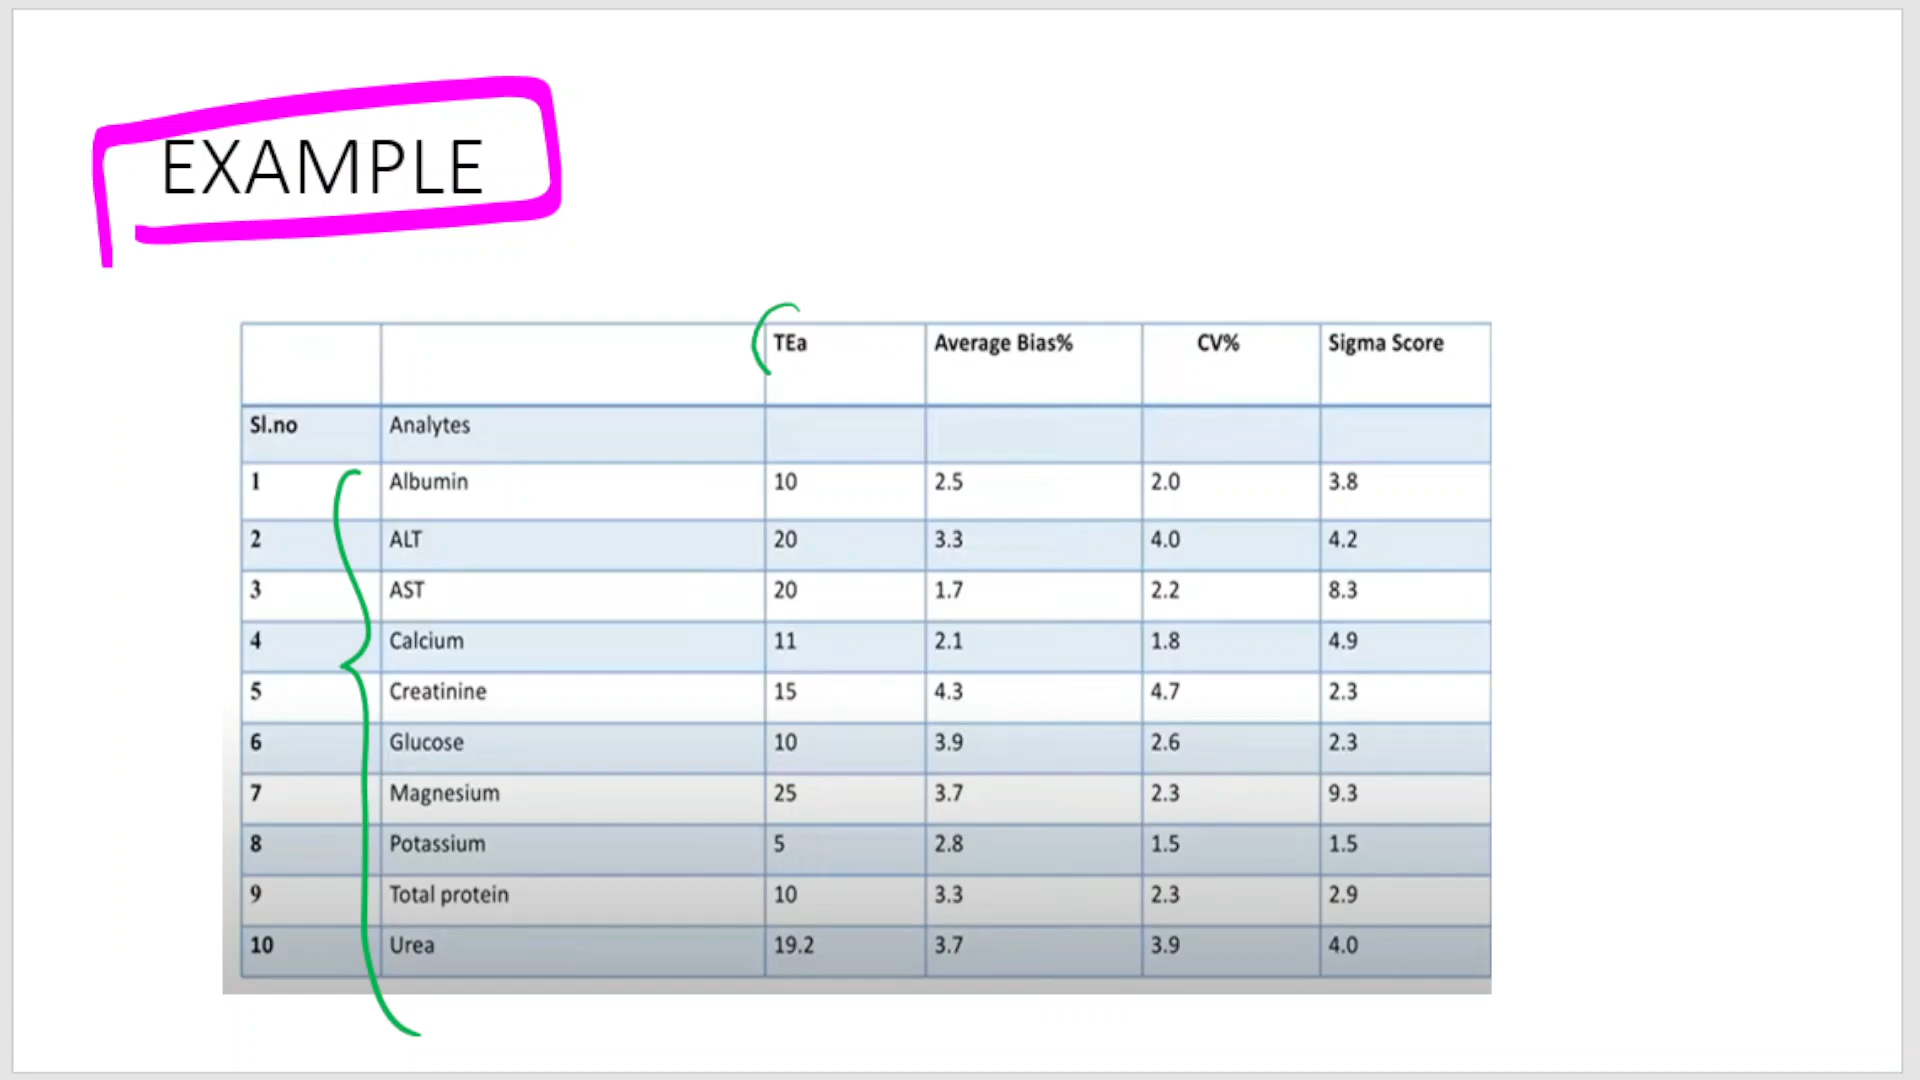 EXAMPLE
TEa Average Bias% CV% Sigma Score
Sl.no Analytes
1 Albumin 10 2.5 2.0 3.8
2 ALT 20 3.3 4.0 4.2
3 AST 20 1.7 2.2 8.3
4 Calcium 11 2.1 1.8 4.9
5 Creatinine 15 4.3 4.7 2.3
6 Glucose 10 3.9 2.6 2.3
7 Magnesium 25 3.7 2.3 9.3
8 Potassium 5 2.8 1.5 1.5
9 Total protein 10 3.3 2.3 2.9
10 Urea 19.2 3.7 3.9 4.0